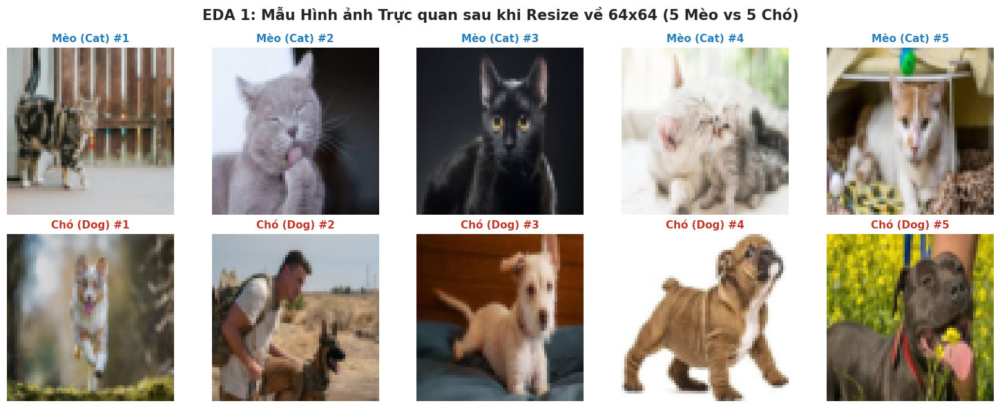 EDA 1: Mẫu Hình ảnh Trực quan sau khi Resize về 64x64 (5 Mèo vs 5 Chó)
Mèo (Cat) #1
Mèo (Cat) #2
Mèo (Cat) #3
Mèo (Cat) #4
Mèo (Cat) #5
Chó (Dog) #1
Chó (Dog) #2
Chó (Dog) #3
Chó (Dog) #4
Chó (Dog) #5